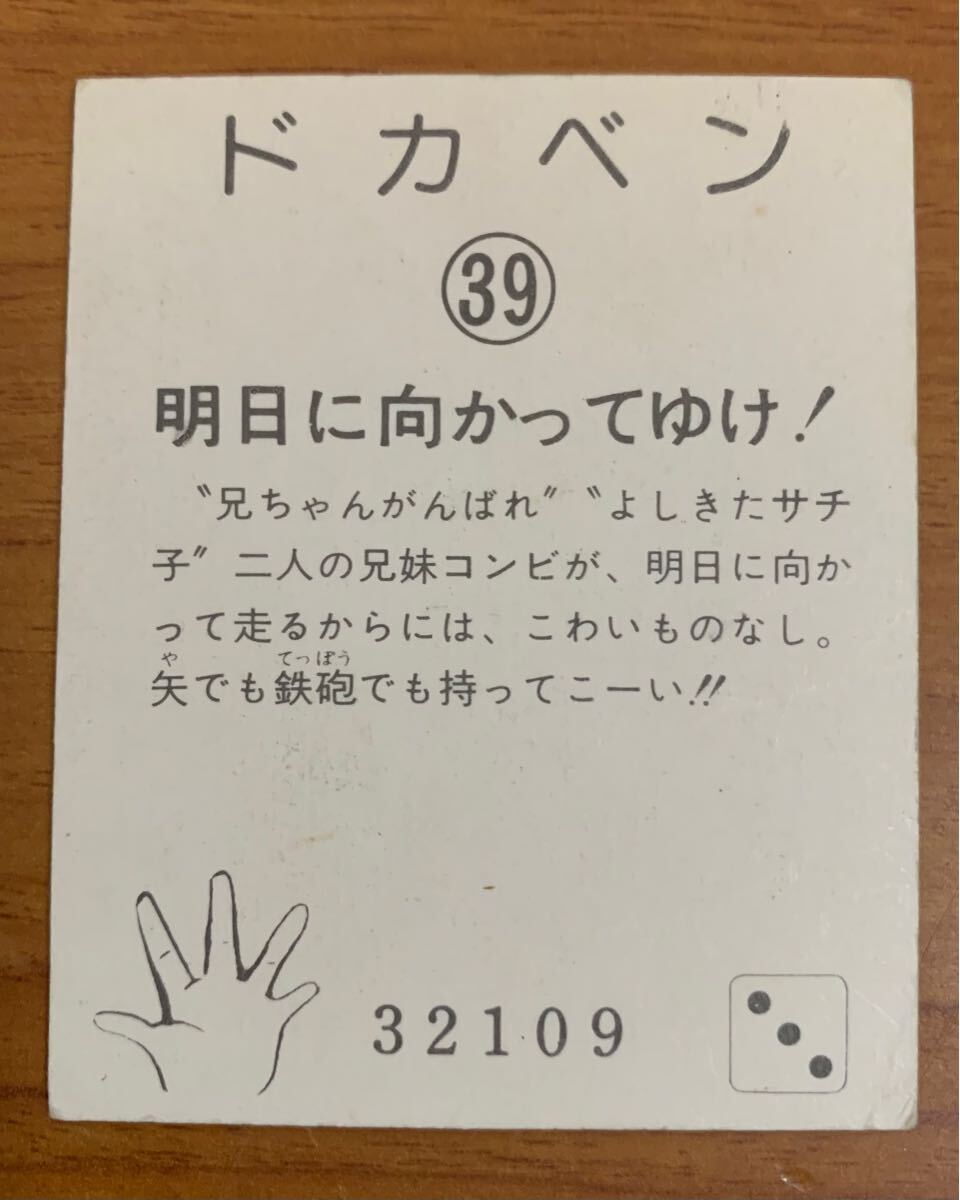 ドカベン
39
明日に向かってゆけ!
〝兄ちゃんがんばれ〟〝よしきたサチ
子〟二人の兄妹コンビが、明日に向か
って走るからには、こわいものなし。
や てっぽう
矢でも鉄砲でも持ってこーい!!
32109